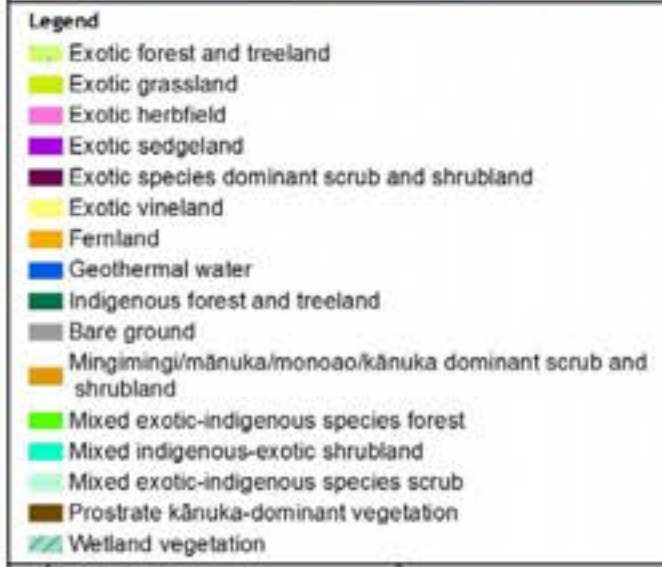 Legend
Exotic forest and treeland
Exotic grassland
Exotic herbfield
Exotic sedgeland
Exotic species dominant scrub and shrubland
Exotic vineland
Fernland
Geothermal water
Indigenous forest and treeland
Bare ground
Mingimingi/mānuka/monoao/kānuka dominant scrub and
shrubland
Mixed exotic-indigenous species forest
Mixed indigenous-exotic shrubland
Mixed exotic-indigenous species scrub
Prostrate kānuka-dominant vegetation
Wetland vegetation